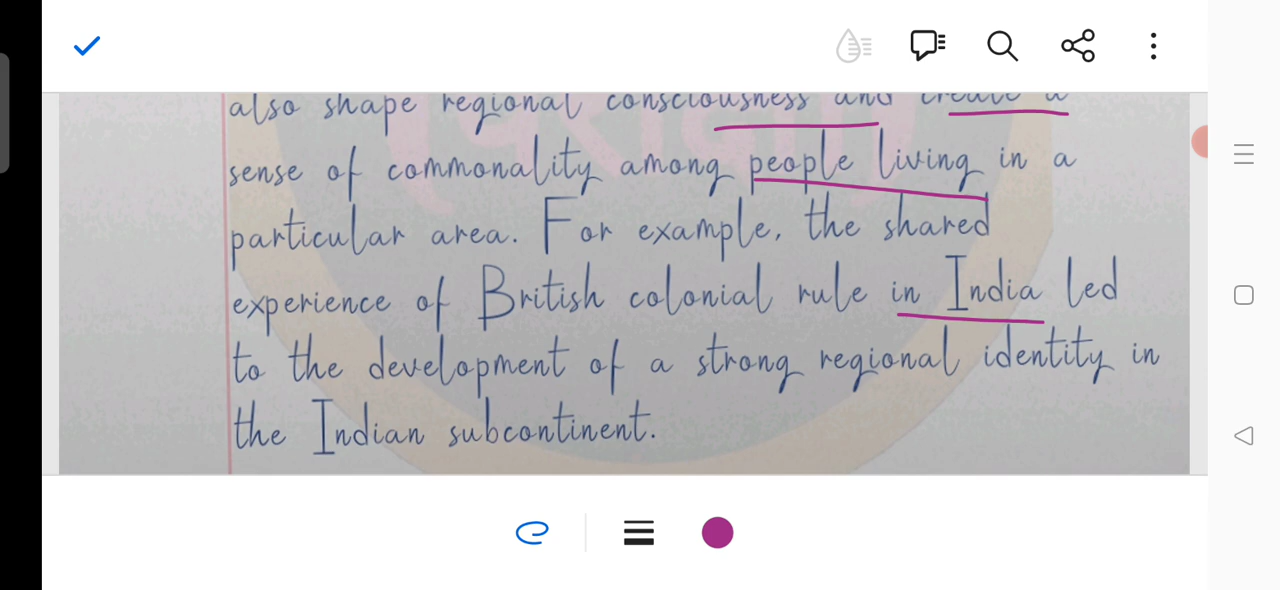 also shape regional consciousness and create a
sense of commonality among people living in a
particular area. For example, the shared
experience of British colonial rule in India led
to the development of a strong regional identity in
the Indian subcontinent.